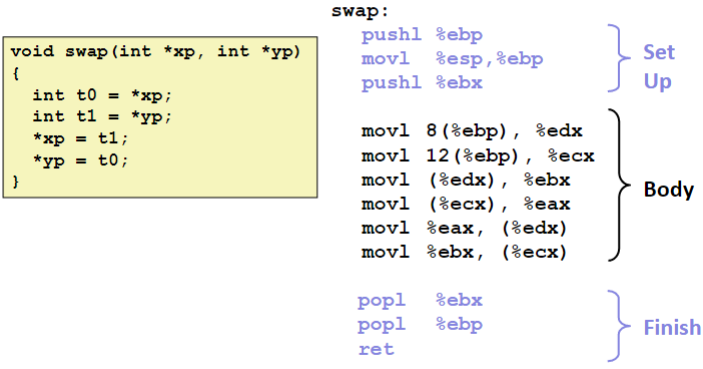 void swap(int *xp, int *yp)
{
  int t0 = *xp;
  int t1 = *yp;
  *xp = t1;
  *yp = t0;
}
swap:
pushl %ebp
movl %esp,%ebp
pushl %ebx
Set
Up
movl 8(%ebp), %edx
movl 12(%ebp), %ecx
movl (%edx), %ebx
movl (%ecx), %eax
movl %eax, (%edx)
movl %ebx, (%ecx)
Body
popl %ebx
popl %ebp
ret
Finish